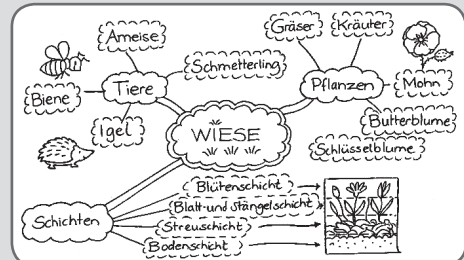 Ameise
Schmetterling
Biene
Tiere
Igel
WIESE
Gräser
Kräuter
Pflanzen
Mohn
Butterblume
Schlüsselblume
Schichten
Blütenschicht
Blatt- und Stängelschicht
Streuschicht
Bodenschicht